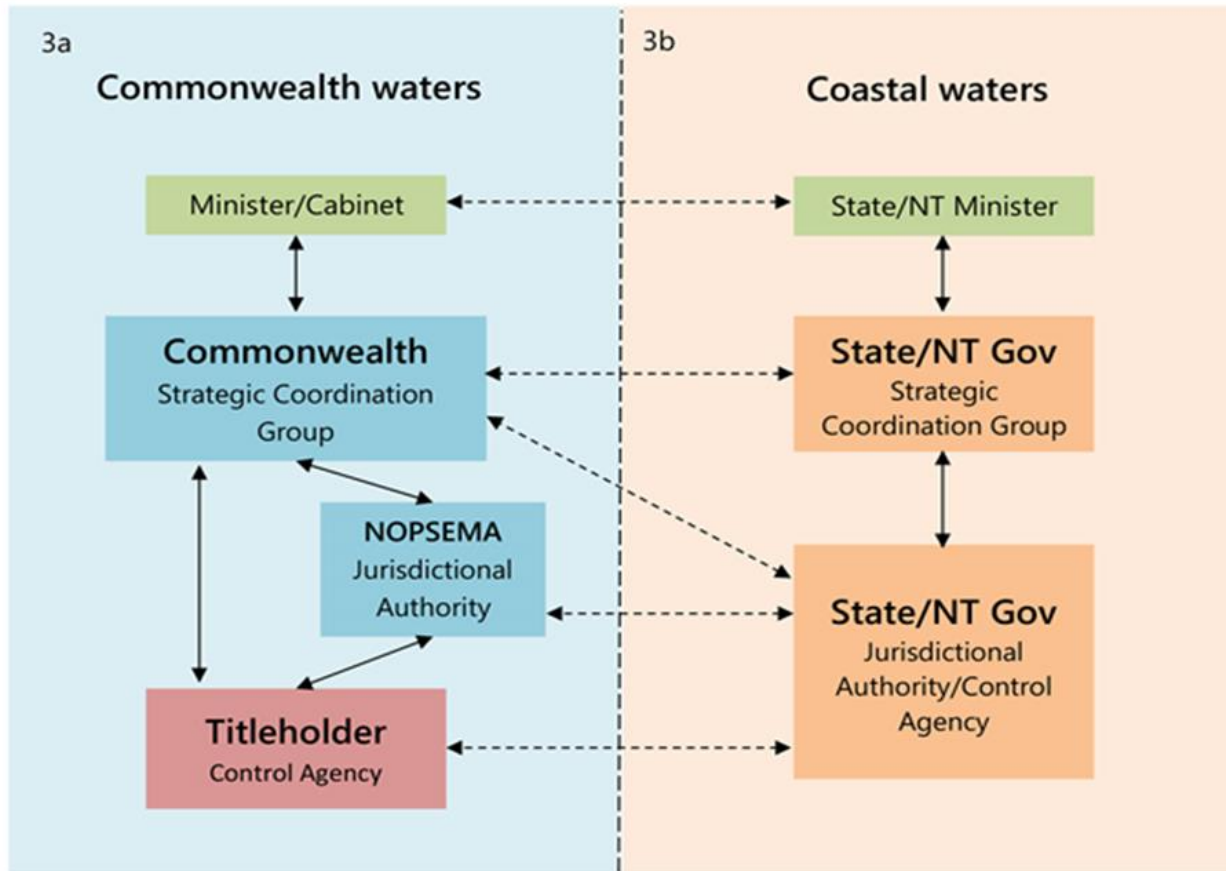 3a
Commonwealth waters
Minister/Cabinet
Commonwealth
Strategic Coordination
Group
NOPSEMA
Jurisdictional
Authority
Titleholder
Control Agency
3b
Coastal waters
State/NT Minister
State/NT Gov
Strategic
Coordination Group
State/NT Gov
Jurisdictional
Authority/Control
Agency